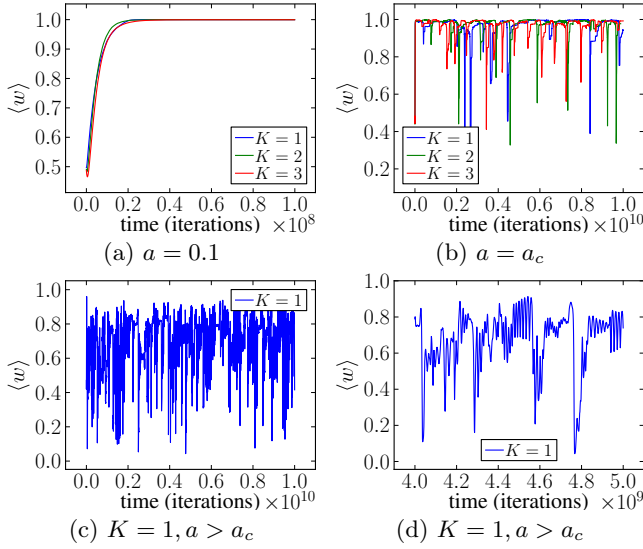 1.0
0.9
0.8
0.7
0.6
0.5
⟨w⟩
K = 1
K = 2
K = 3
0.0 0.2 0.4 0.6 0.8 1.0
time (iterations) ×10^8
(a) a = 0.1
1.0
0.8
0.6
0.4
0.2
⟨w⟩
K = 1
K = 2
K = 3
0.0 0.2 0.4 0.6 0.8 1.0
time (iterations) ×10^10
(b) a = a_c
1.0
0.8
0.6
0.4
0.2
0.0
⟨w⟩
K = 1
0.0 0.2 0.4 0.6 0.8 1.0
time (iterations) ×10^10
(c) K = 1, a > a_c
1.0
0.8
0.6
0.4
0.2
0.0
⟨w⟩
K = 1
4.0 4.2 4.4 4.6 4.8 5.0
time (iterations) ×10^9
(d) K = 1, a > a_c